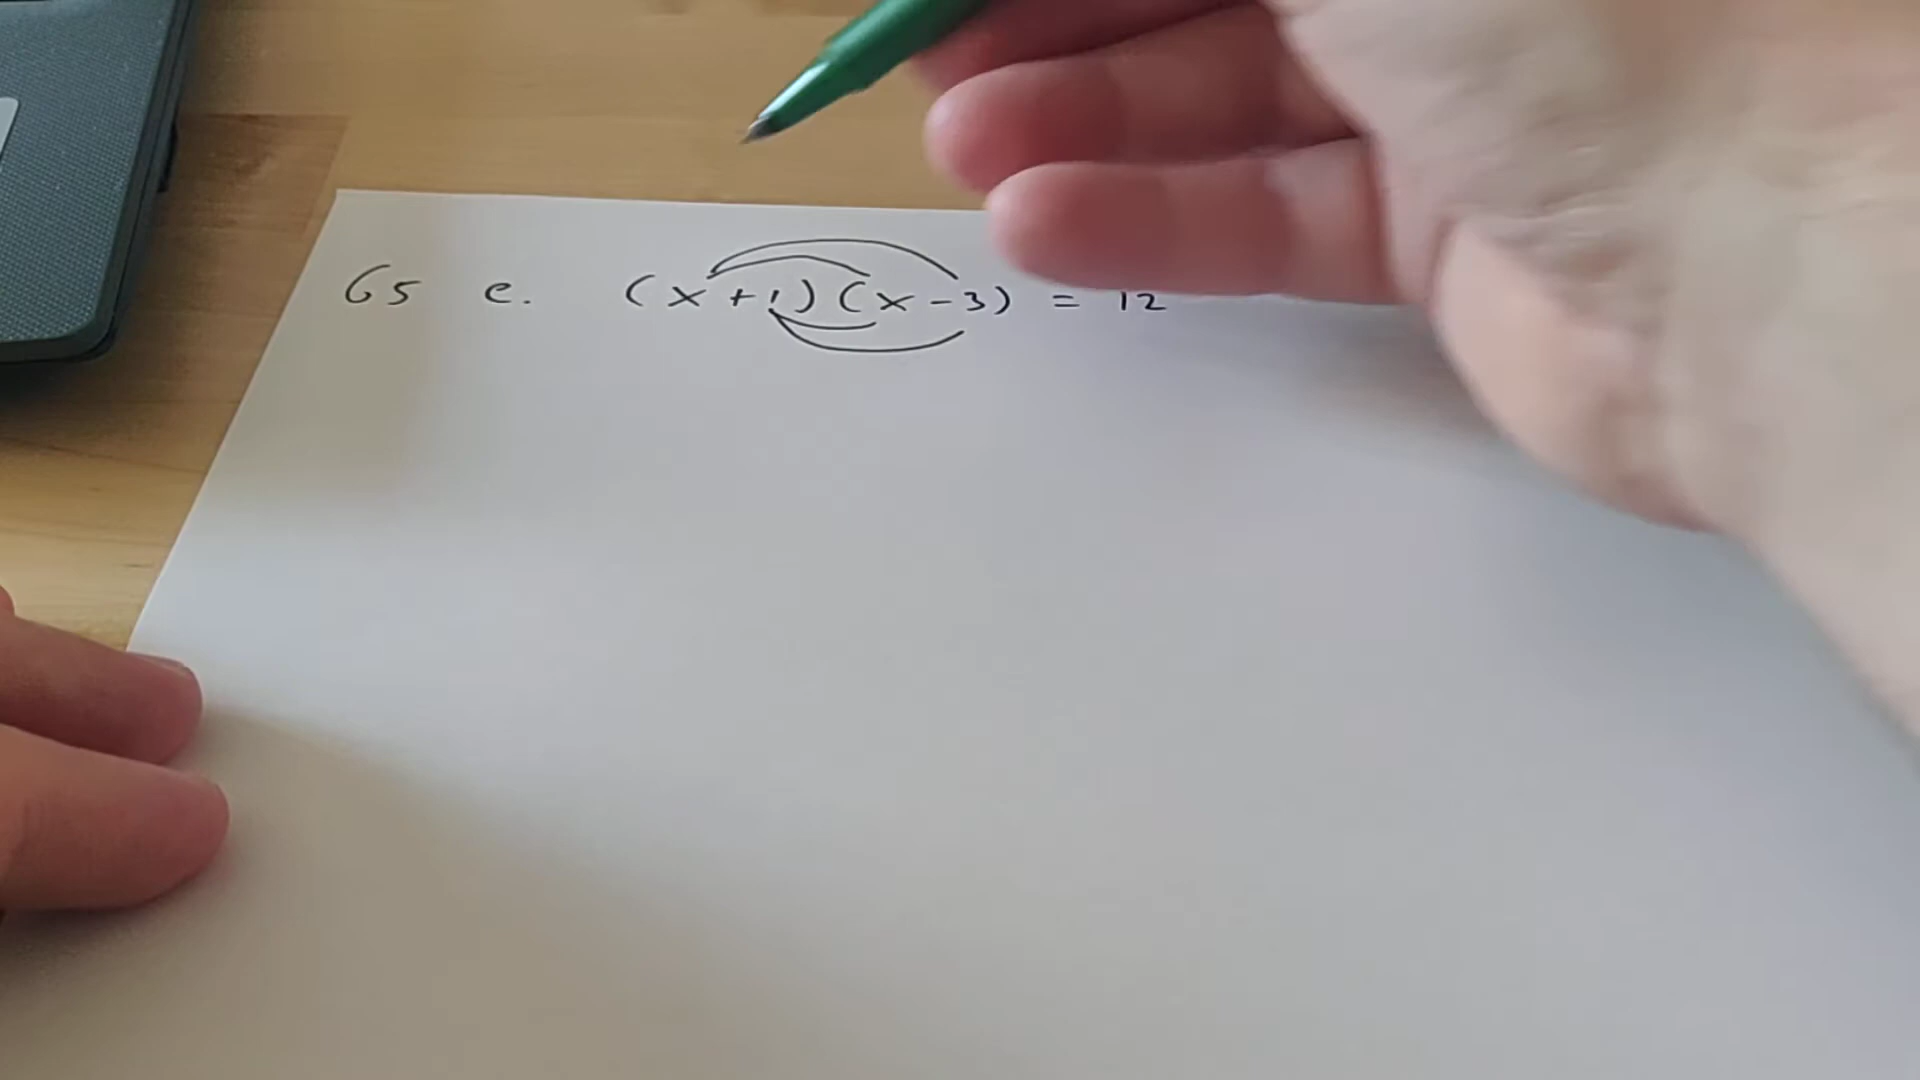 65 e. (x+1)(x-3) = 12